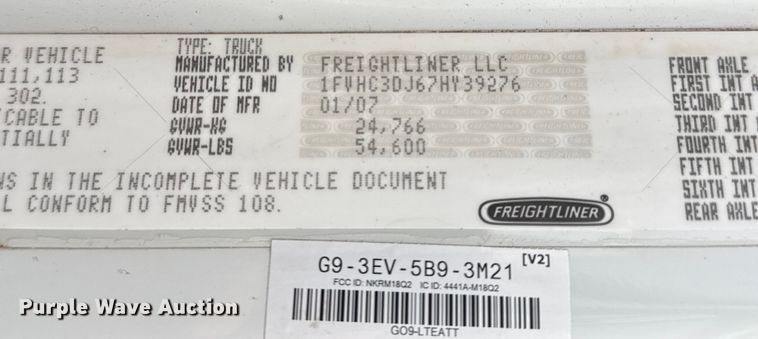 R VEHICLE
111,113
302.
CABLE TO
TIALLY
TYPE: TRUCK
MANUFACTURED BY FREIGHTLINER LLC
VEHICLE ID NO 1FVHC3DJ67HY39276
DATE OF MFR 01/07
GVWR-KG 24,766
GVWR-LBS 54,600
FRONT AXLE
FIRST INT A
SECOND INT
THIRD INT
FOURTH INT
FIFTH INT
SIXTH INT
REAR AXLE
NS IN THE INCOMPLETE VEHICLE DOCUMENT
L CONFORM TO FMVSS 108.
FREIGHTLINER®
G9-3EV-5B9-3M21 [V2]
FCC ID: NKRM18Q2 IC ID: 4441A-M18Q2
GO9-LTEATT
Purple Wave Auction